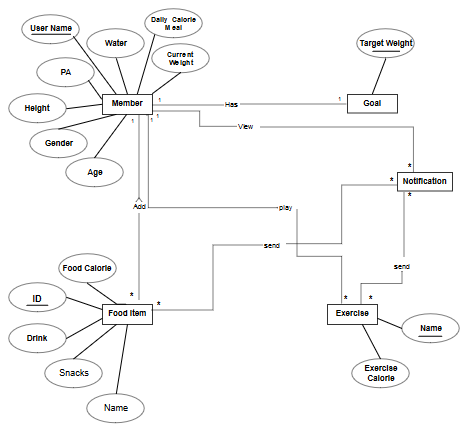 Daily Calorie
Meal
User Name
Water
Target Weight
Current
Weight
PA
Member
1
Has
1
Goal
Height
1
1
1
View
Gender
*
Age
*
Notification
*
Add
play
send
Food Calorie
send
ID
*
*
*
*
Food Item
Exercise
Name
Drink
Snacks
Exercise
Calorie
Name